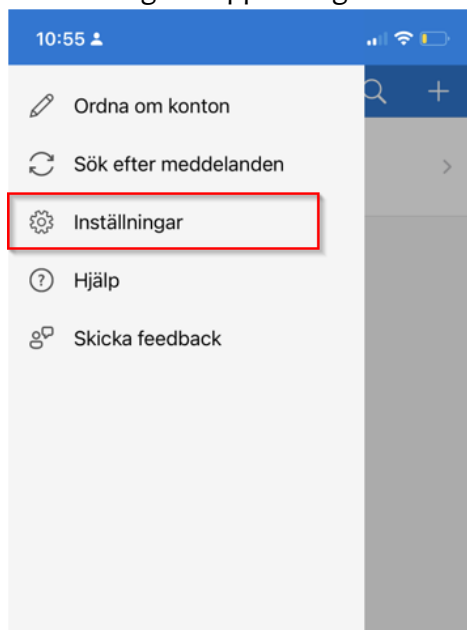 10:55
Ordna om konton
Sök efter meddelanden
Inställningar
Hjälp
Skicka feedback